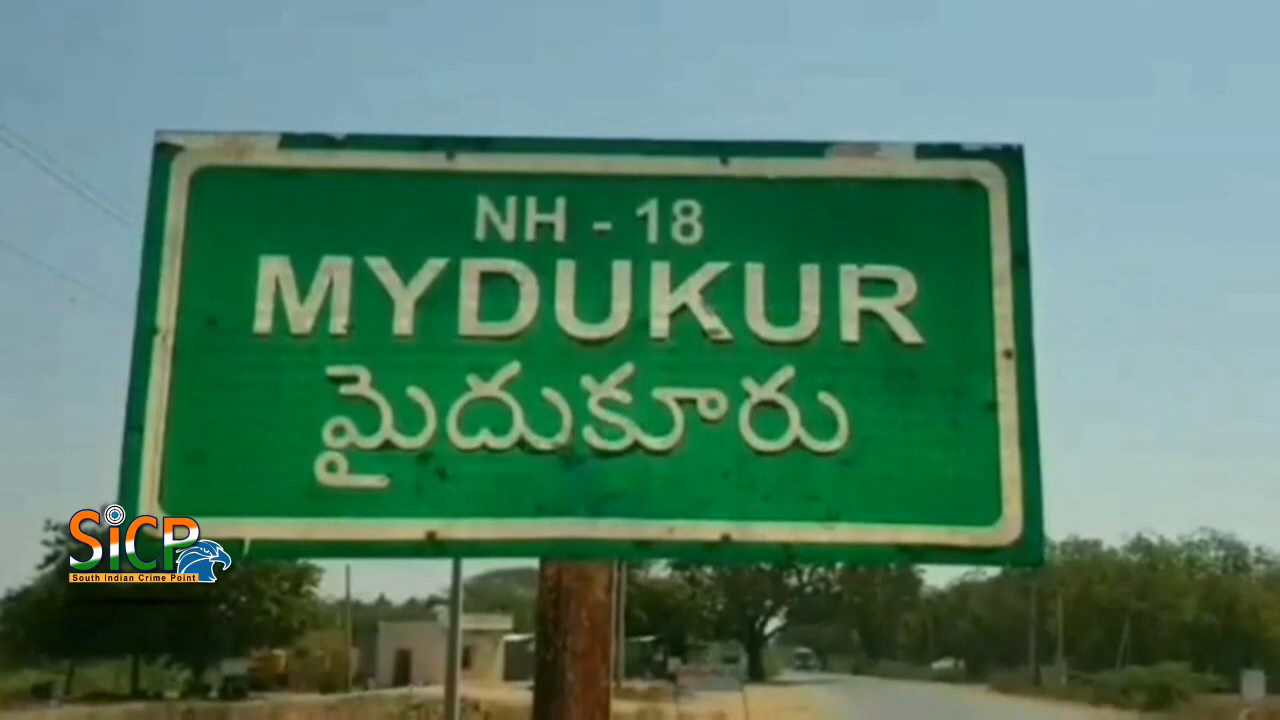 NH - 18
MYDUKUR
మైదుకూరు
SiCP
South Indian Crime Point